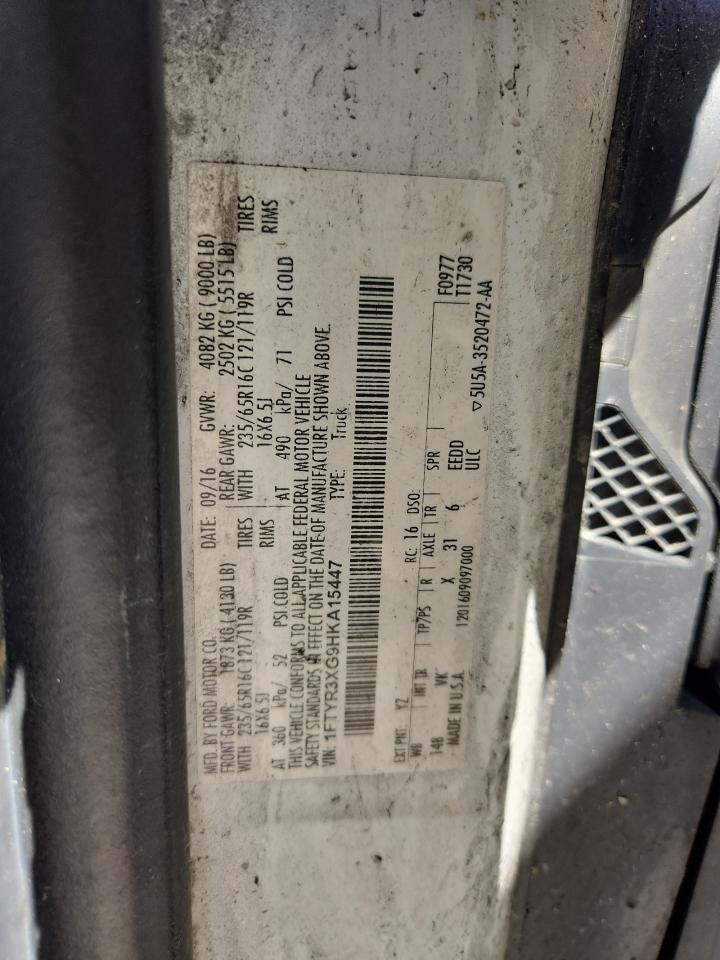 MFD. BY FORD MOTOR CO. DATE: 09/16 GVWR: 4082 KG ( 9000 LB)
FRONT GAWR: 1873 KG ( 4130 LB) REAR GAWR: 2502 KG ( 5515 LB)
WITH 235/65R16C 121/119R TIRES WITH 235/65R16C 121/119R TIRES
16X6.5J RIMS 16X6.5J RIMS
AT 360 kPa/ 52 PSI COLD AT 490 kPa/ 71 PSI COLD
THIS VEHICLE CONFORMS TO ALL APPLICABLE FEDERAL MOTOR VEHICLE
SAFETY STANDARDS IN EFFECT ON THE DATE OF MANUFACTURE SHOWN ABOVE.
VIN: 1FTYR3XG9HKA15447 TYPE: Truck
EXT PNT: YZ RC: 16 DSO: F0977
WB INT TR TP/PS R AXLE TR SPR T1730
148 VK X 31 6 EEDD
MADE IN U.S.A. 1201609097000 ULC
▽5U5A-3520472-AA